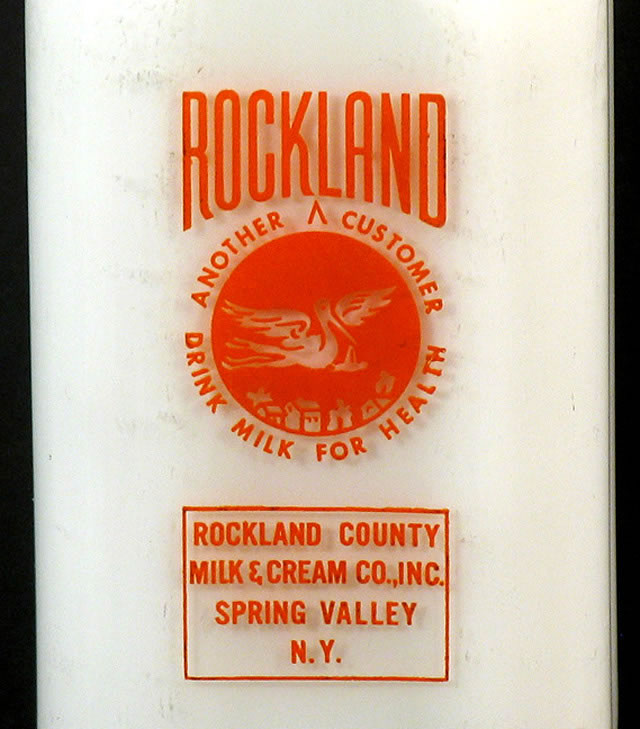 ROCKLAND
ANOTHER ^ CUSTOMER
DRINK MILK FOR HEALTH
ROCKLAND COUNTY
MILK & CREAM CO., INC.
SPRING VALLEY
N.Y.